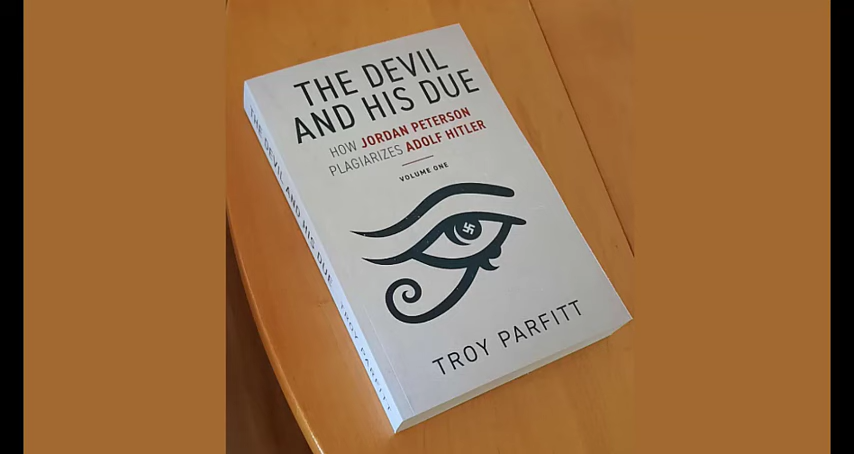 THE DEVIL
AND HIS DUE
HOW JORDAN PETERSON
PLAGIARIZES ADOLF HITLER
VOLUME ONE
TROY PARFITT
THE DEVIL AND HIS DUE TROY PARFITT